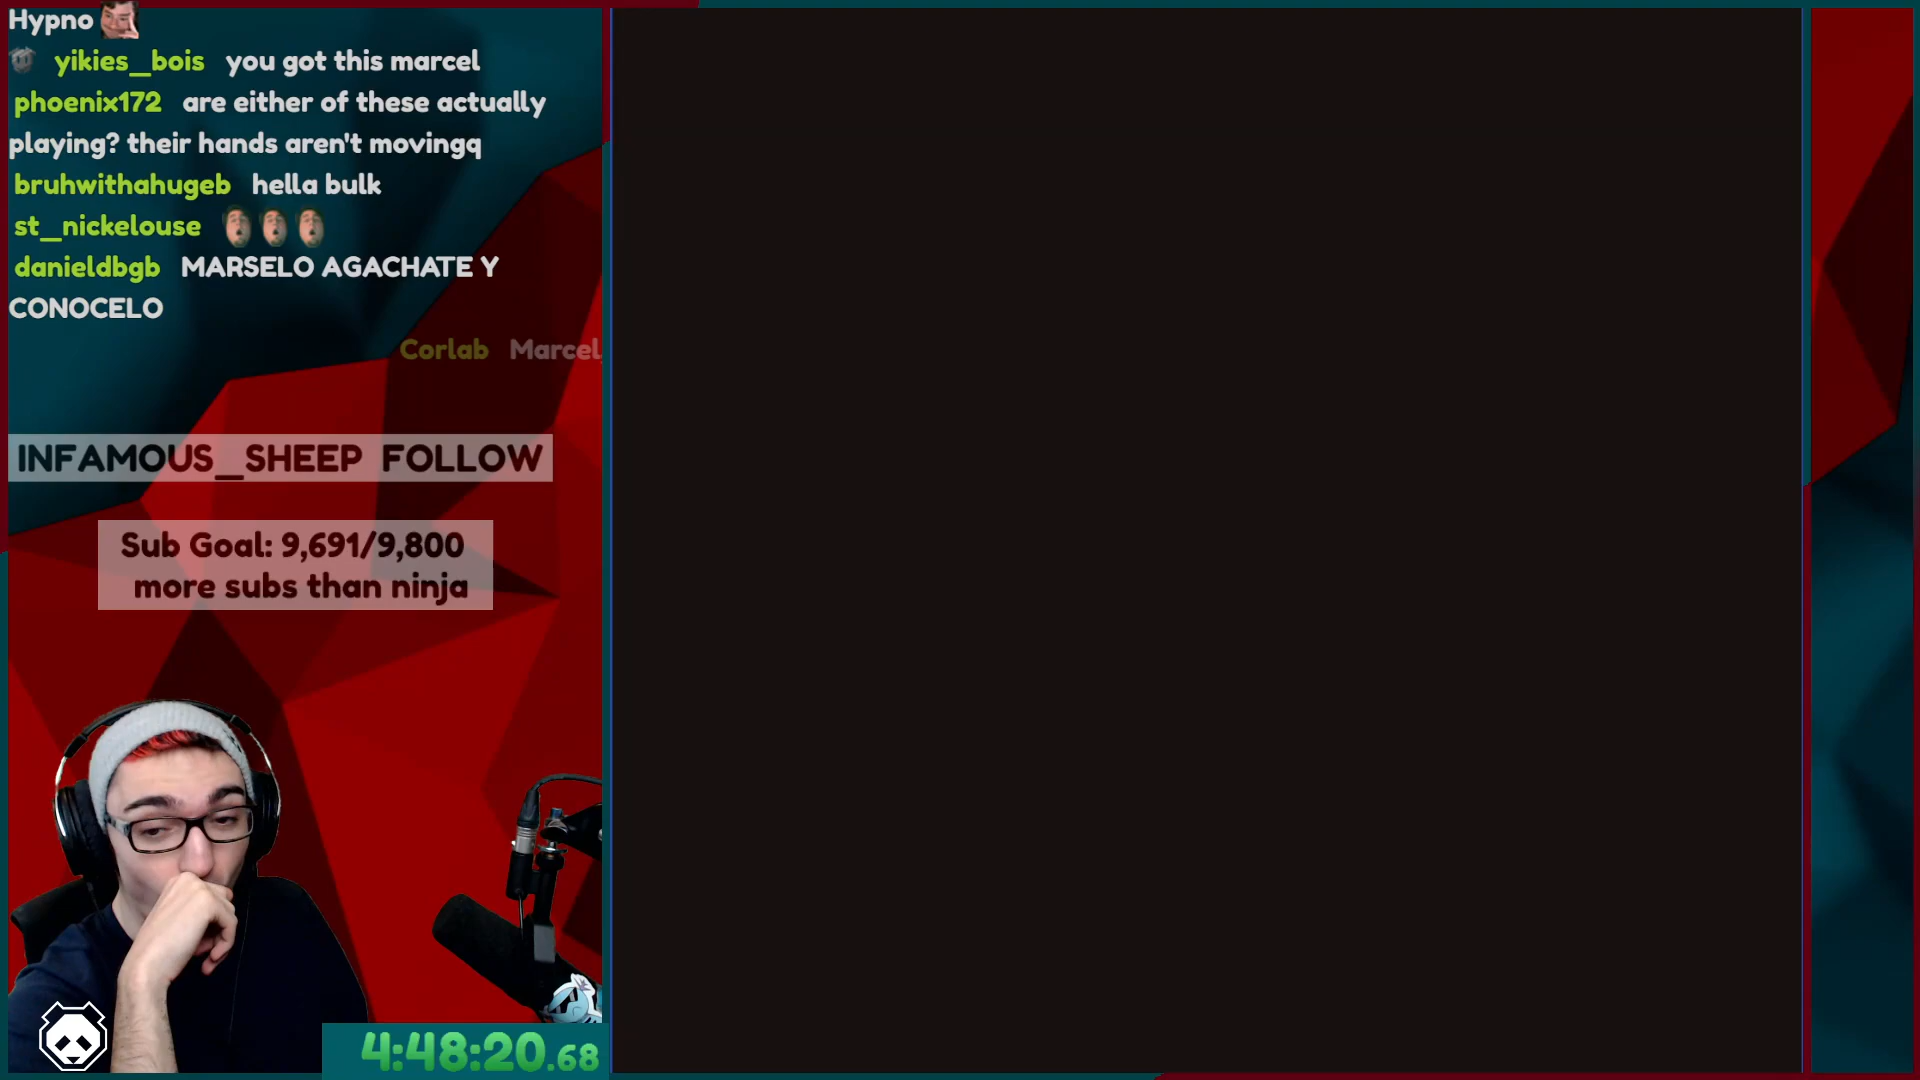 Hypno
yikies_bois you got this marcel
phoenix172 are either of these actually
playing? their hands aren't movingq
bruhwithahugeb hella bulk
st_nickelouse
danieldbgb MARSELO AGACHATE Y
CONOCELO
Corlab Marcel
INFAMOUS_SHEEP FOLLOW
Sub Goal: 9,691/9,800
more subs than ninja
4:48:20.68